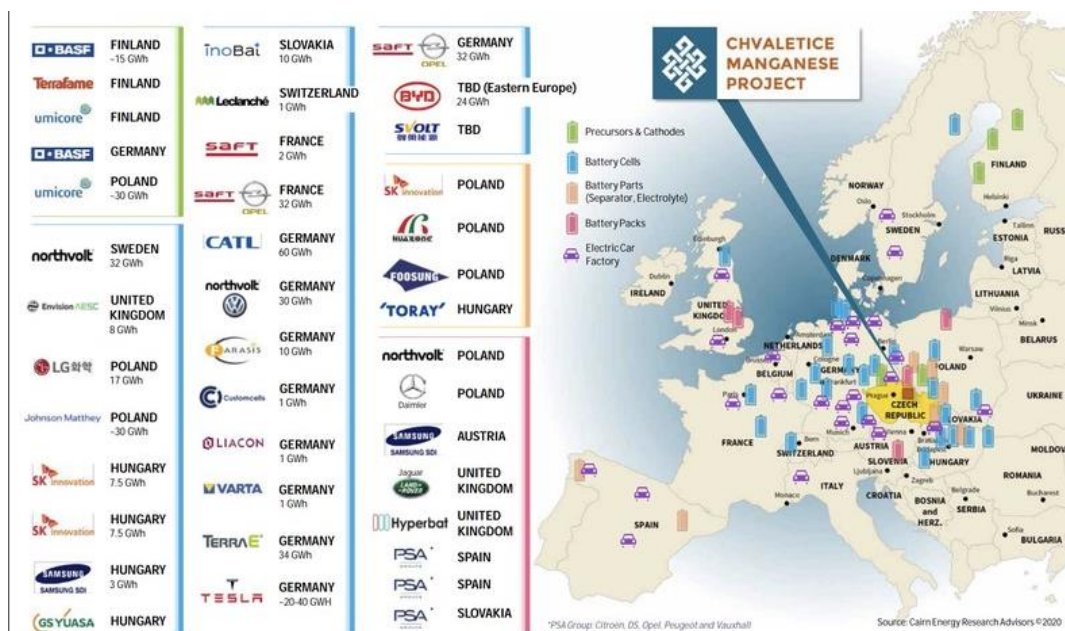 BASF
FINLAND
~15 GWh
Terrafame
FINLAND
umicore
FINLAND
BASF
GERMANY
umicore
POLAND
~30 GWh
northvolt
SWEDEN
32 GWh
Envision AESC
UNITED
KINGDOM
8 GWh
LG화학
POLAND
17 GWh
Johnson Matthey
POLAND
~30 GWh
SK innovation
HUNGARY
7.5 GWh
SK innovation
HUNGARY
7.5 GWh
SAMSUNG
SAMSUNG SDI
HUNGARY
3 GWh
GS YUASA
HUNGARY
inoBat
SLOVAKIA
10 GWh
Leclanché
SWITZERLAND
1 GWh
SAFT
FRANCE
2 GWh
SAFT
OPEL
FRANCE
32 GWh
CATL
GERMANY
60 GWh
northvolt
GERMANY
30 GWh
FARASIS
GERMANY
10 GWh
Customcells
GERMANY
1 GWh
LIACON
GERMANY
1 GWh
VARTA
GERMANY
1 GWh
TERRAE
GERMANY
34 GWh
TESLA
GERMANY
~20-40 GWH
SAFT
OPEL
GERMANY
32 GWh
BYD
TBD (Eastern Europe)
24 GWh
SVOLT
TBD
SK innovation
POLAND
HUAZONG
POLAND
FOOSUNG
POLAND
'TORAY'
HUNGARY
northvolt
POLAND
Daimler
POLAND
SAMSUNG
SAMSUNG SDI
AUSTRIA
Jaguar
LAND-ROVER
UNITED
KINGDOM
Hyperbat
UNITED
KINGDOM
PSA*
GROUPE
SPAIN
PSA*
GROUPE
SPAIN
PSA*
GROUPE
SLOVAKIA
CHVALETICE
MANGANESE
PROJECT
Precursors & Cathodes
Battery Cells
Battery Parts
(Separator, Electrolyte)
Battery Packs
Electric Car
Factory
FINLAND
Helsinki
NORWAY
Oslo
Stockholm
SWEDEN
Tallinn
ESTONIA
RUSS
Riga
LATVIA
Edinburgh
DENMARK
Copenhagen
LITHUANIA
Vilnius
Minsk
BELARUS
Dublin
IRELAND
UNITED
KINGDOM
London
Amsterdam
NETHERLANDS
Berlin
Warsaw
POLAND
BELGIUM
Cologne
GERMANY
Frankfurt
Prague
CZECH
REPUBLIC
UKRAINE
Paris
SLOVAKIA
Munich
Vienna
Budapest
AUSTRIA
HUNGARY
MOLDOV
FRANCE
Bern
SWITZERLAND
SLOVENIA
Ljubljana
Zagreb
ROMANIA
ITALY
CROATIA
Belgrade
Bucharest
Monaco
BOSNIA
and
HERZ.
SERBIA
SPAIN
Sofia
BULGARIA
*PSA Group: Citroën, DS, Opel, Peugeot and Vauxhall
Source: Cairn Energy Research Advisors ©2020